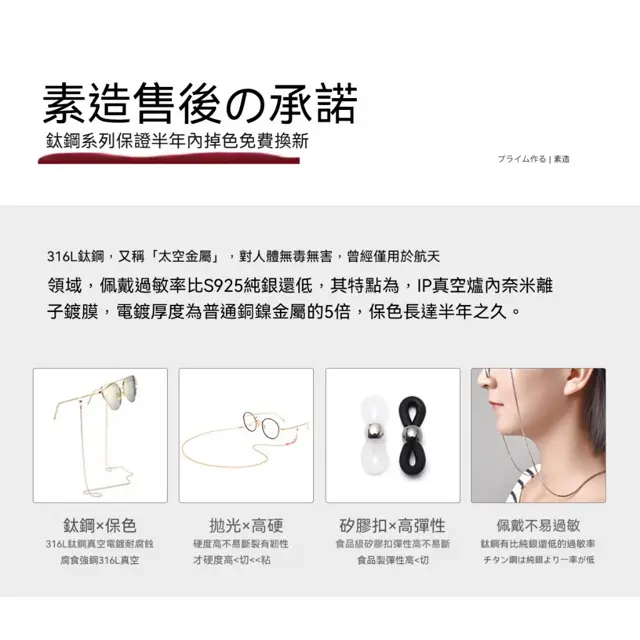 素造售後の承諾
鈦鋼系列保證半年內掉色免費換新
プライム作る | 素造
316L鈦鋼，又稱「太空金屬」，對人體無毒無害，曾經僅用於航天
領域，佩戴過敏率比S925純銀還低，其特點為，IP真空爐內奈米離
子鍍膜，電鍍厚度為普通銅鎳金屬的5倍，保色長達半年之久。
鈦鋼×保色
316L鈦鋼真空電鍍耐腐蝕
腐食強鋼316L真空
拋光×高硬
硬度高不易斷裂有韌性
才硬度高<切<<粘
矽膠扣×高彈性
食品級矽膠扣彈性高不易斷
食品製彈性高<切
佩戴不易過敏
鈦鋼有比純銀還低的過敏率
チタン鋼は純銀より一率が低